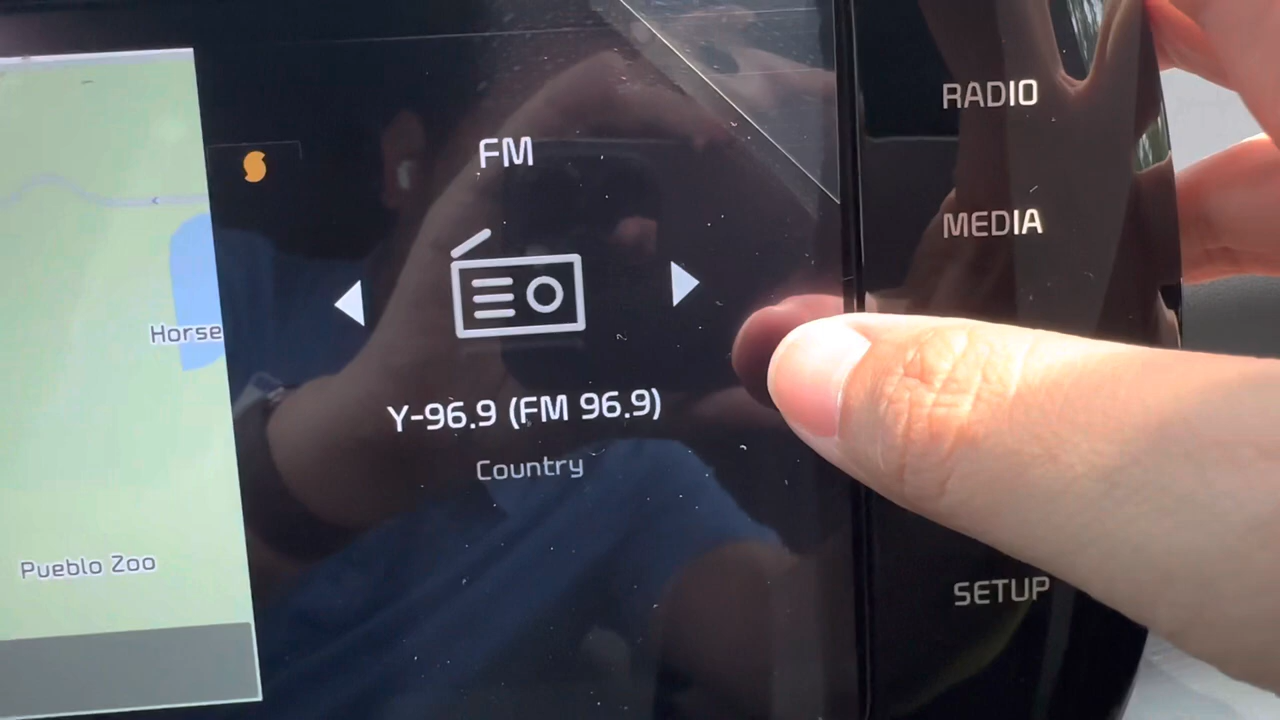 FM
Y-96.9 (FM 96.9)
Country
Horse
Pueblo Zoo
RADIO
MEDIA
SETUP